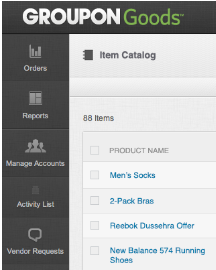 GROUPON Goods™
Orders
Reports
Manage Accounts
Activity List
Vendor Requests
Item Catalog
88 Items
PRODUCT NAME
Men's Socks
2-Pack Bras
Reebok Dussehra Offer
New Balance 574 Running
Shoes